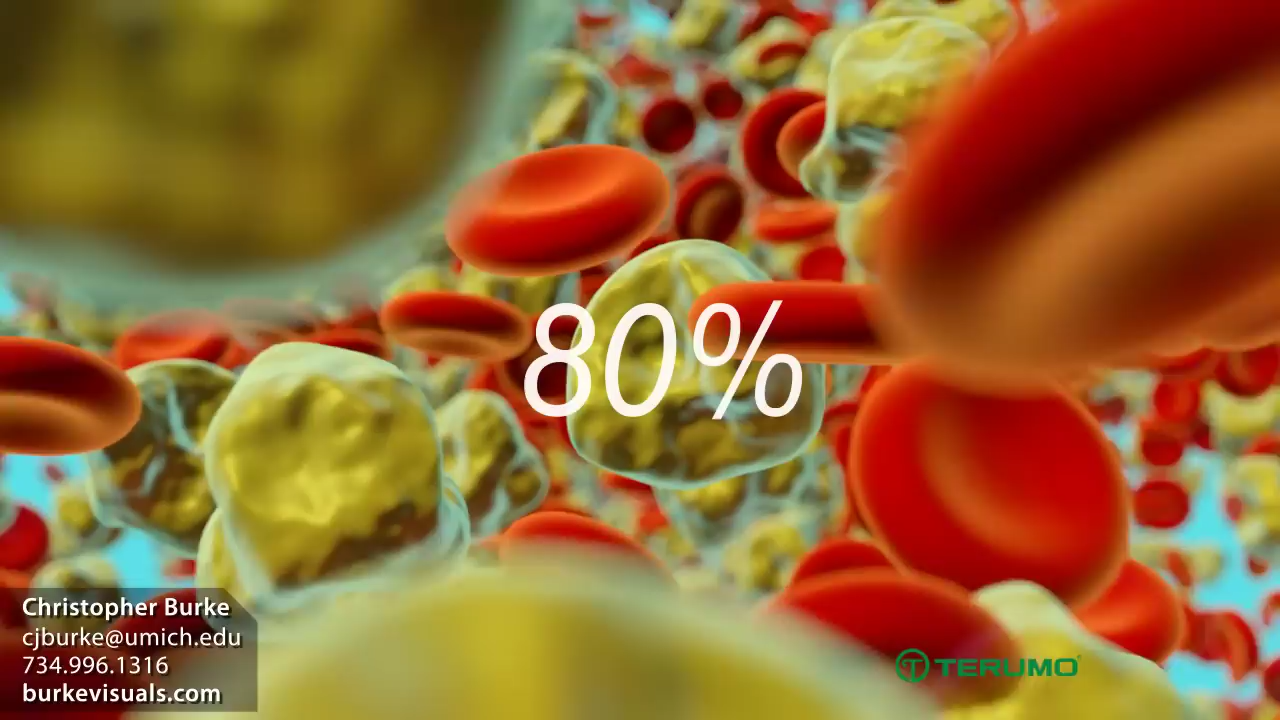 80%
Christopher Burke
cjburke@umich.edu
734.996.1316
burkevisuals.com
TERUMO